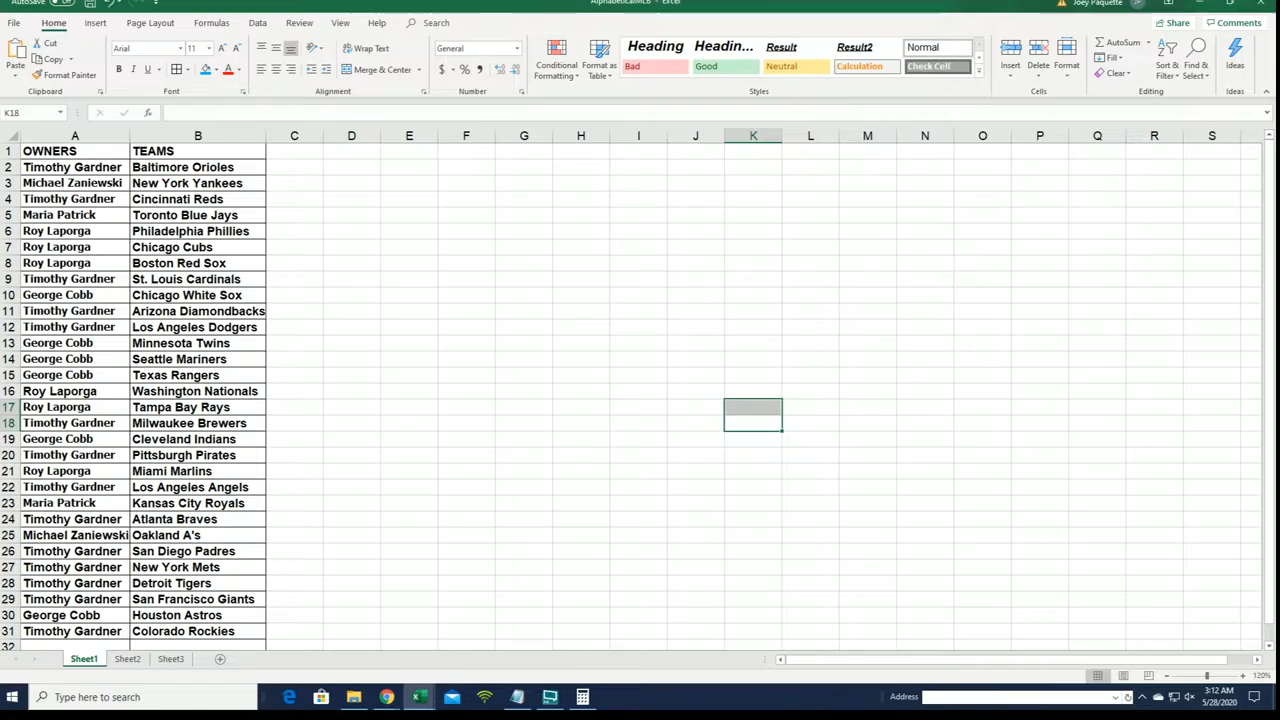 AlphabeticalMLB - Excel
Joey Paquette
File Home Insert Page Layout Formulas Data Review View Help Search Share Comments
Paste Cut Copy Format Painter Clipboard
Arial 11 B I U Font
Wrap Text Merge & Center Alignment
General $ % Number
Conditional Formatting Format as Table
Heading Headin... Result Result2 Normal
Bad Good Neutral Calculation Check Cell
Styles
Insert Delete Format Cells
AutoSum Fill Clear Sort & Filter Find & Select Editing
Ideas Ideas
K18 fx
A B C D E F G H I J K L M N O P Q R S
1 OWNERS TEAMS
2 Timothy Gardner Baltimore Orioles
3 Michael Zaniewski New York Yankees
4 Timothy Gardner Cincinnati Reds
5 Maria Patrick Toronto Blue Jays
6 Roy Laporga Philadelphia Phillies
7 Roy Laporga Chicago Cubs
8 Roy Laporga Boston Red Sox
9 Timothy Gardner St. Louis Cardinals
10 George Cobb Chicago White Sox
11 Timothy Gardner Arizona Diamondbacks
12 Timothy Gardner Los Angeles Dodgers
13 George Cobb Minnesota Twins
14 George Cobb Seattle Mariners
15 George Cobb Texas Rangers
16 Roy Laporga Washington Nationals
17 Roy Laporga Tampa Bay Rays
18 Timothy Gardner Milwaukee Brewers
19 George Cobb Cleveland Indians
20 Timothy Gardner Pittsburgh Pirates
21 Roy Laporga Miami Marlins
22 Timothy Gardner Los Angeles Angels
23 Maria Patrick Kansas City Royals
24 Timothy Gardner Atlanta Braves
25 Michael Zaniewski Oakland A's
26 Timothy Gardner San Diego Padres
27 Timothy Gardner New York Mets
28 Timothy Gardner Detroit Tigers
29 Timothy Gardner San Francisco Giants
30 George Cobb Houston Astros
31 Timothy Gardner Colorado Rockies
32
Sheet1 Sheet2 Sheet3
120%
Type here to search Address 3:12 AM
5/28/2020